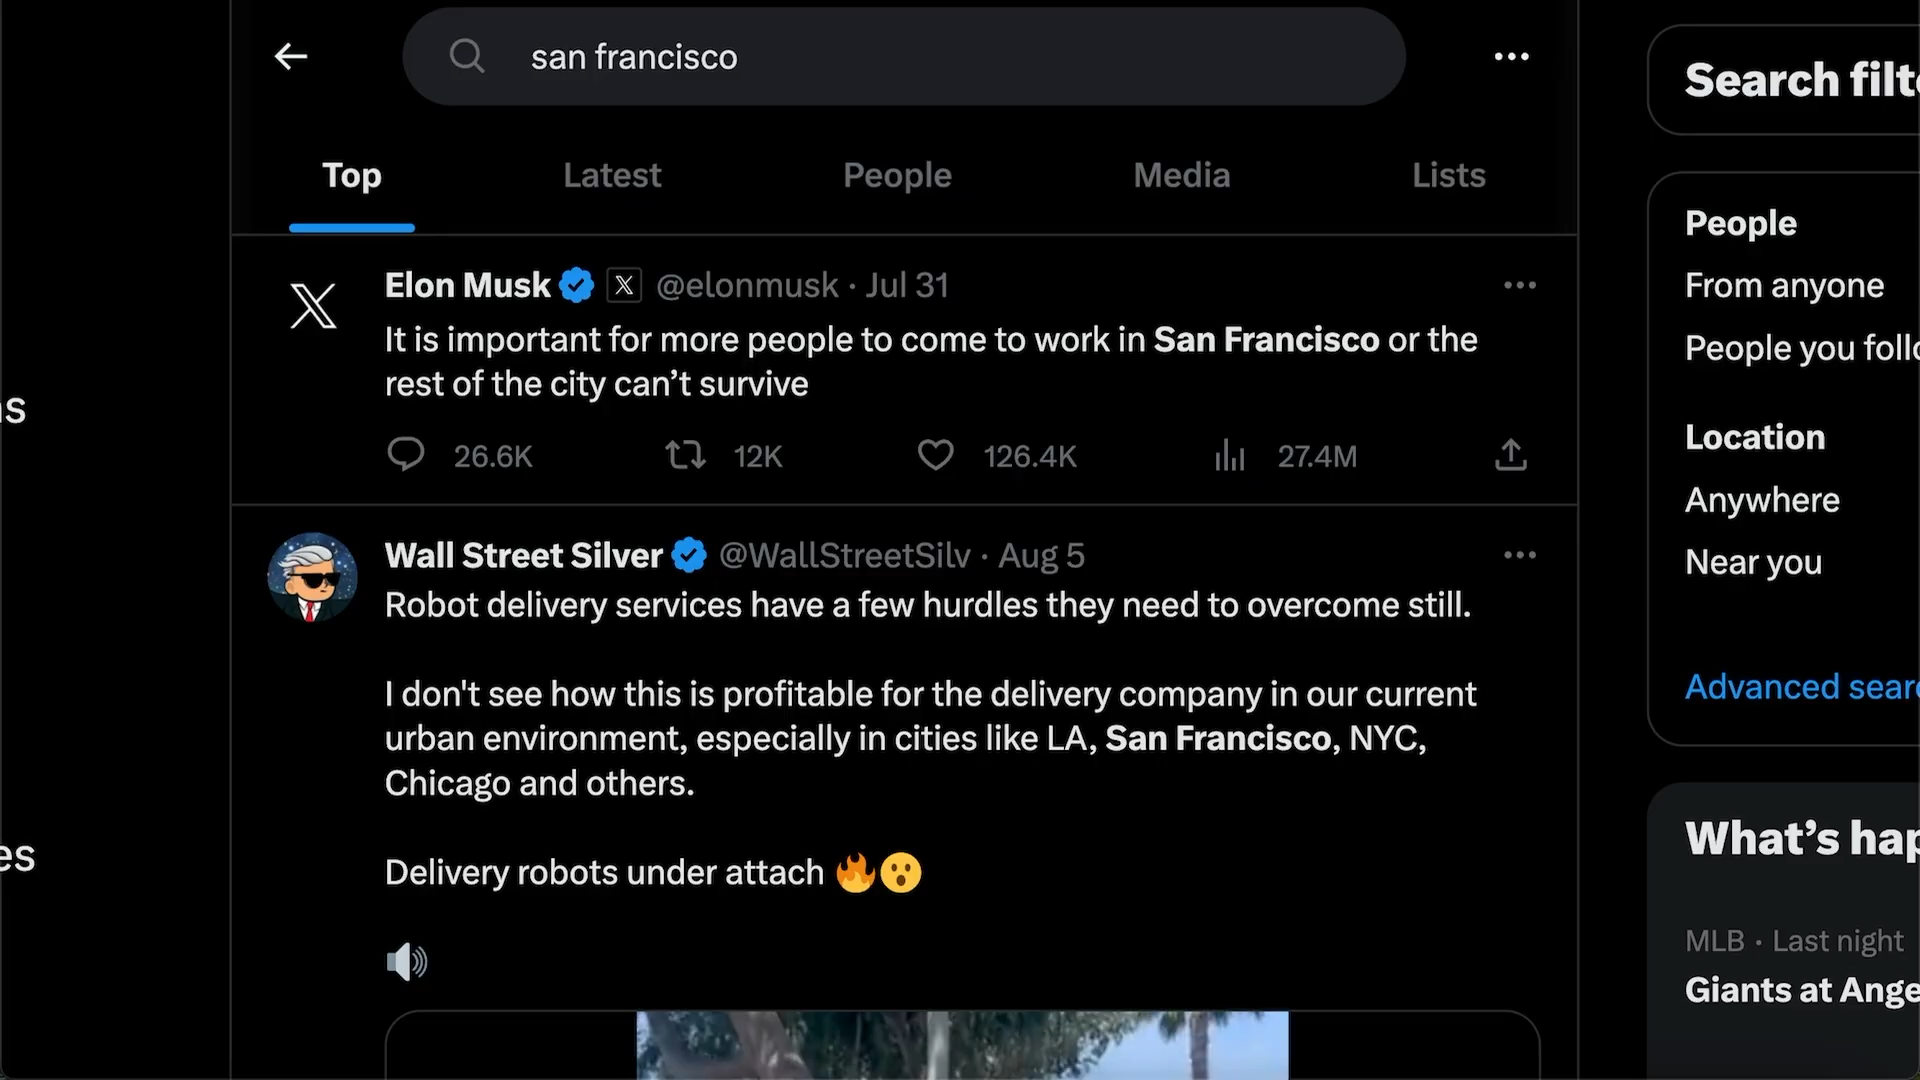 san francisco
Top
Latest
People
Media
Lists
Elon Musk @elonmusk · Jul 31
It is important for more people to come to work in San Francisco or the
rest of the city can’t survive
26.6K
12K
126.4K
27.4M
Wall Street Silver @WallStreetSilv · Aug 5
Robot delivery services have a few hurdles they need to overcome still.
I don't see how this is profitable for the delivery company in our current
urban environment, especially in cities like LA, San Francisco, NYC,
Chicago and others.
Delivery robots under attach 🔥😮
🔊
Search
People
From anyone
People you
Location
Anywhere
Near you
Advanced
What’s
MLB · Last night
Giants at